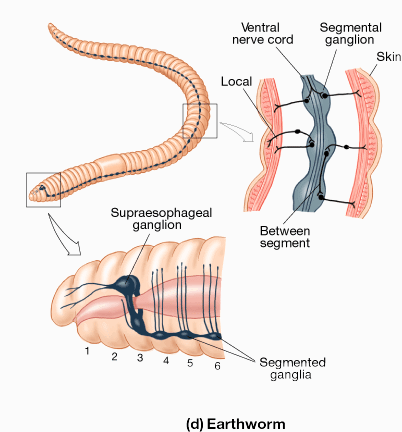 Ventral
nerve cord
Segmental
ganglion
Skin
Local
Between
segment
Supraesophageal
ganglion
1 2 3 4 5 6
Segmented
ganglia
(d) Earthworm